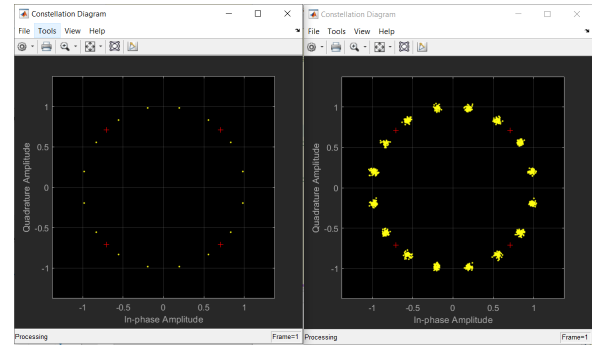 Constellation Diagram
File Tools View Help
1
0.5
0
-0.5
-1
Quadrature Amplitude
-1 -0.5 0 0.5 1
In-phase Amplitude
Processing Frame=1
Constellation Diagram
File Tools View Help
1
0.5
0
-0.5
-1
Quadrature Amplitude
-1 -0.5 0 0.5 1
In-phase Amplitude
Processing Frame=1